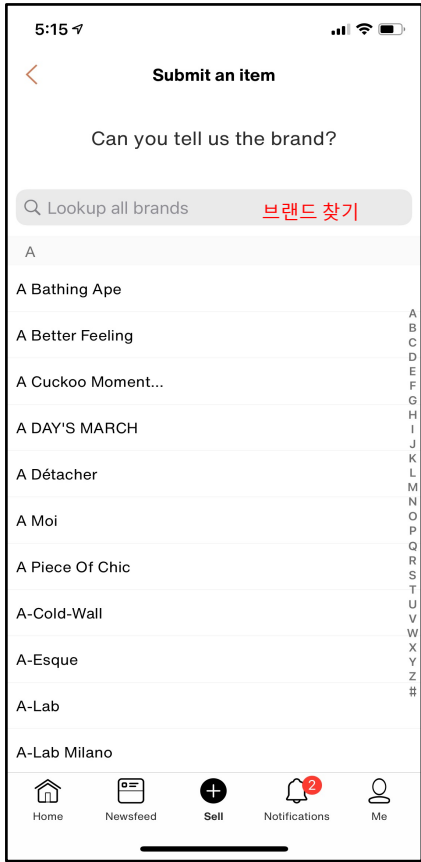 5:15
Submit an item
Can you tell us the brand?
Lookup all brands 브랜드 찾기
A
A Bathing Ape
A Better Feeling
A Cuckoo Moment...
A DAY'S MARCH
A Détacher
A Moi
A Piece Of Chic
A-Cold-Wall
A-Esque
A-Lab
A-Lab Milano
A
B
C
D
E
F
G
H
I
J
K
L
M
N
O
P
Q
R
S
T
U
V
W
X
Y
Z
#
2
Home Newsfeed Sell Notifications Me